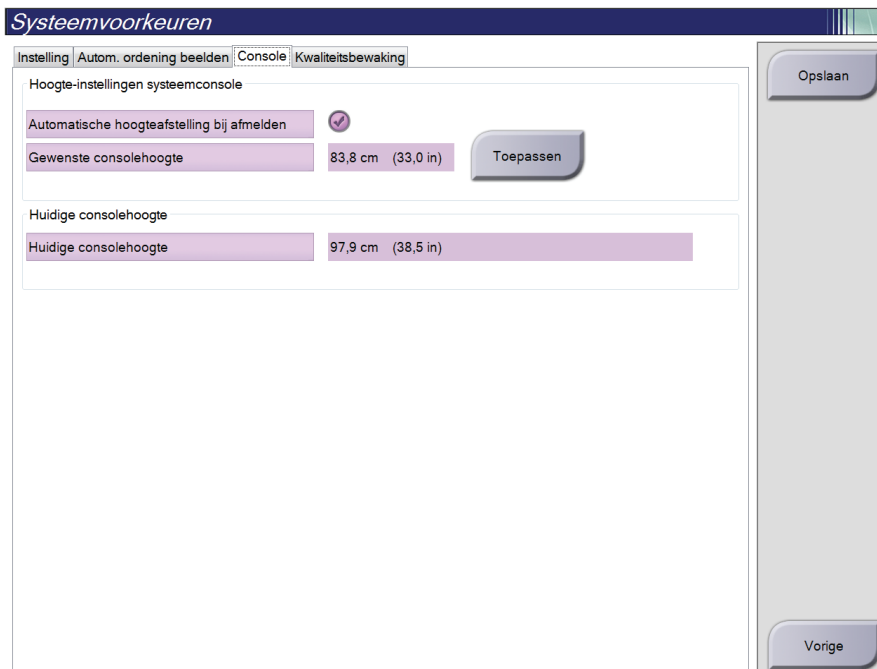 Systeemvoorkeuren
Instelling Autom. ordening beelden Console Kwaliteitsbewaking
Hoogte-instellingen systeemconsole
Automatische hoogteafstelling bij afmelden
Gewenste consolehoogte 83,8 cm (33,0 in) Toepassen
Huidige consolehoogte
Huidige consolehoogte 97,9 cm (38,5 in)
Opslaan
Vorige